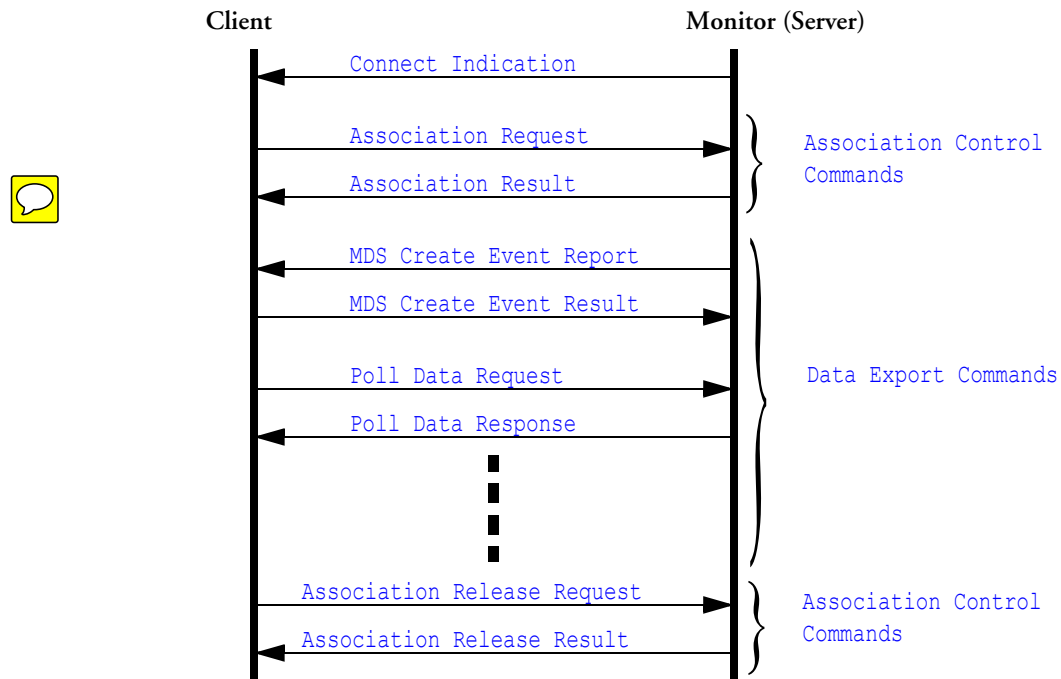 Client
Monitor (Server)
Connect Indication
Association Request
Association Result
Association Control
Commands
MDS Create Event Report
MDS Create Event Result
Poll Data Request
Poll Data Response
Data Export Commands
Association Release Request
Association Release Result
Association Control
Commands